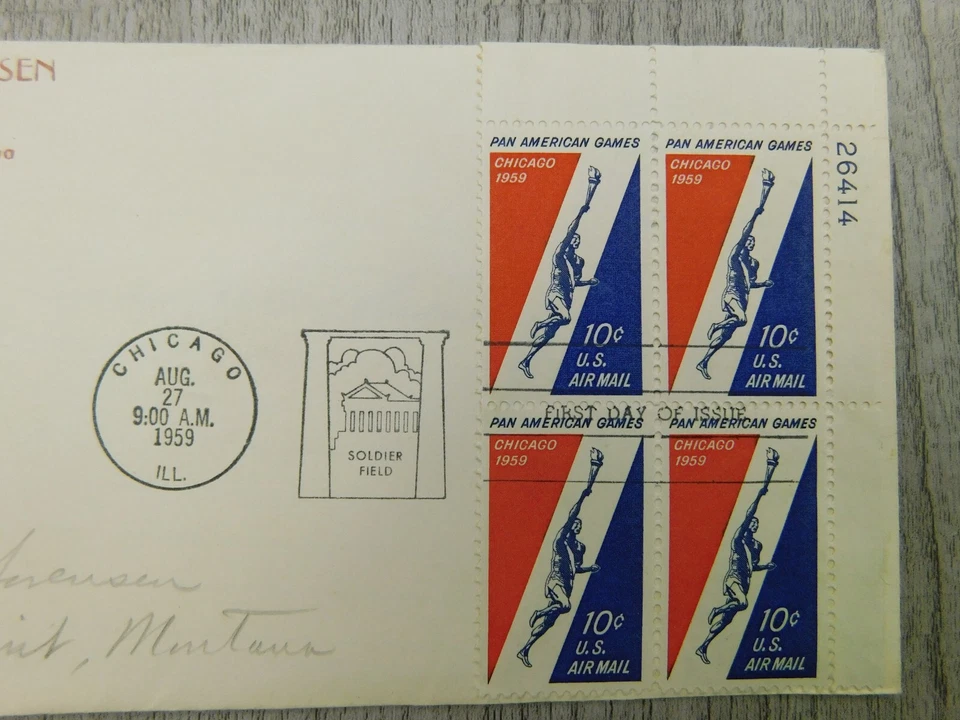 SEN
PAN AMERICAN GAMES
CHICAGO
1959
10¢
U.S.
AIR MAIL
PAN AMERICAN GAMES
CHICAGO
1959
10¢
U.S.
AIR MAIL
26414
CHICAGO
AUG.
27
9:00 A.M.
1959
ILL.
SOLDIER
FIELD
FIRST DAY OF ISSUE
PAN AMERICAN GAMES
CHICAGO
1959
10¢
U.S.
AIR MAIL
PAN AMERICAN GAMES
CHICAGO
1959
10¢
U.S.
AIR MAIL
Sorensen
Montana